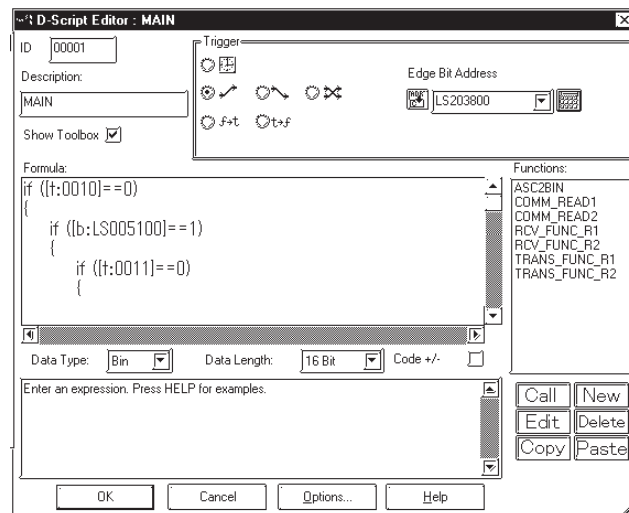 D-Script Editor : MAIN
ID 00001
Trigger
Description:
MAIN
Show Toolbox
f→t
t→f
Edge Bit Address
LS203800
Formula:
if ([t:0010]==0)
{
if ([b:LS005100]==1)
{
if ([t:0011]==0)
{
Functions:
ASC2BIN
COMM_READ1
COMM_READ2
RCV_FUNC_R1
RCV_FUNC_R2
TRANS_FUNC_R1
TRANS_FUNC_R2
Data Type: Bin Data Length: 16 Bit Code +/-
Enter an expression. Press HELP for examples.
Call New
Edit Delete
Copy Paste
OK Cancel Options... Help